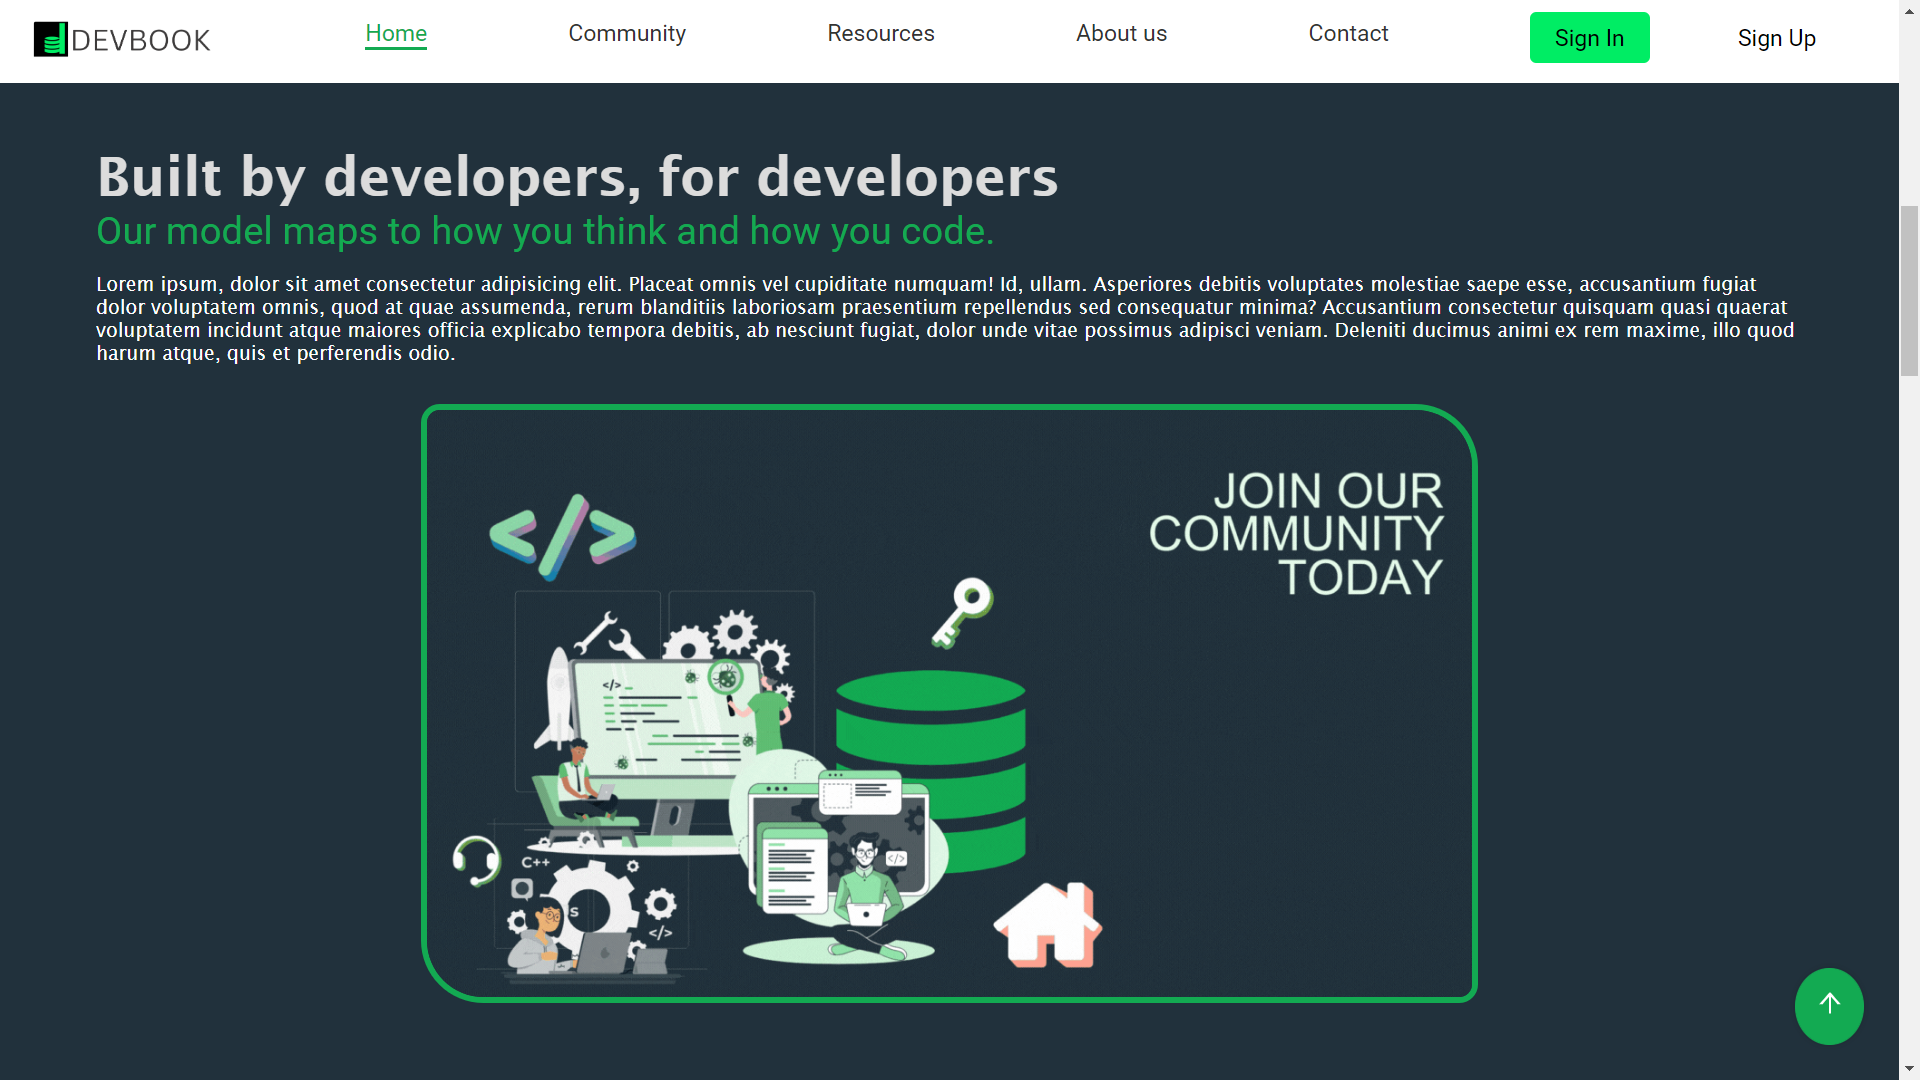 DEVBOOK
Home
Community
Resources
About us
Contact
Sign In
Sign Up
Built by developers, for developers
Our model maps to how you think and how you code.
Lorem ipsum, dolor sit amet consectetur adipisicing elit. Placeat omnis vel cupiditate numquam! Id, ullam. Asperiores debitis voluptates molestiae saepe esse, accusantium fugiat
dolor voluptatem omnis, quod at quae assumenda, rerum blanditiis laboriosam praesentium repellendus sed consequatur minima? Accusantium consectetur quisquam quasi quaerat
voluptatem incidunt atque maiores officia explicabo tempora debitis, ab nesciunt fugiat, dolor unde vitae possimus adipisci veniam. Deleniti ducimus animi ex rem maxime, illo quod
harum atque, quis et perferendis odio.
JOIN OUR
COMMUNITY
TODAY
</>
</>
</>
C++
S
</>